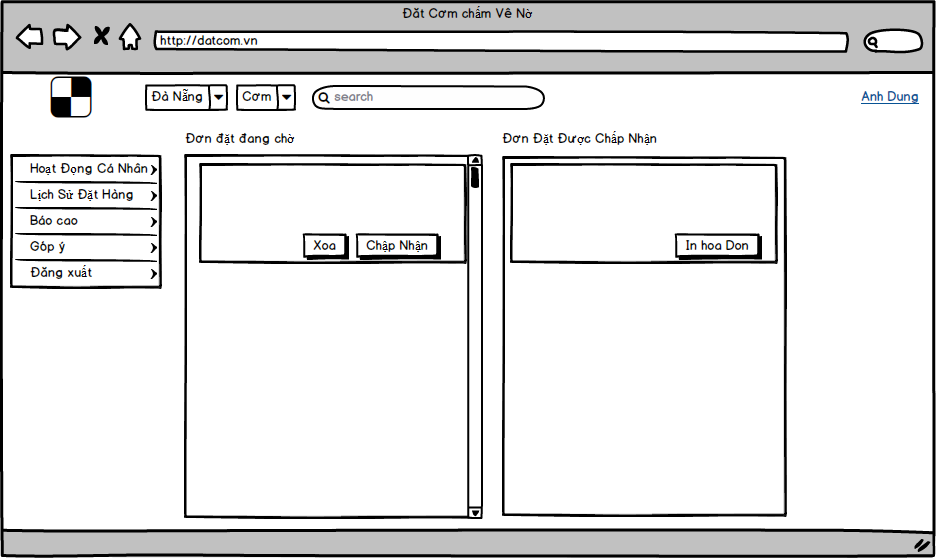 Đăt Cơm chấm Vê Nờ
http://datcom.vn
Đà Nẵng
Cơm
search
Anh Dung
Đơn đặt đang chờ
Đơn Đặt Được Chấp Nhận
Hoạt Đọng Cá Nhân
Lịch Sử Đặt Hàng
Báo cao
Góp ý
Đăng xuất
Xoa
Chập Nhận
In hoa Don